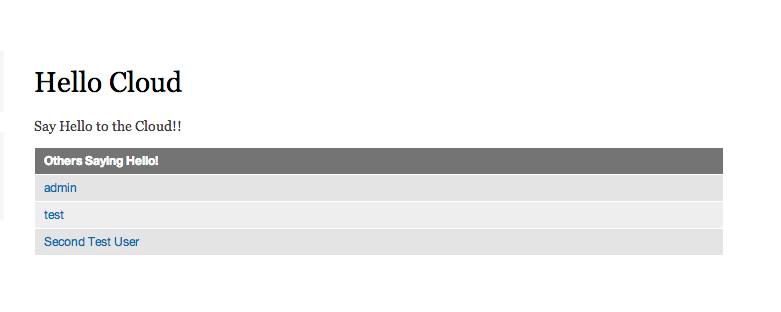 Hello Cloud
Say Hello to the Cloud!!
Others Saying Hello!
admin
test
Second Test User